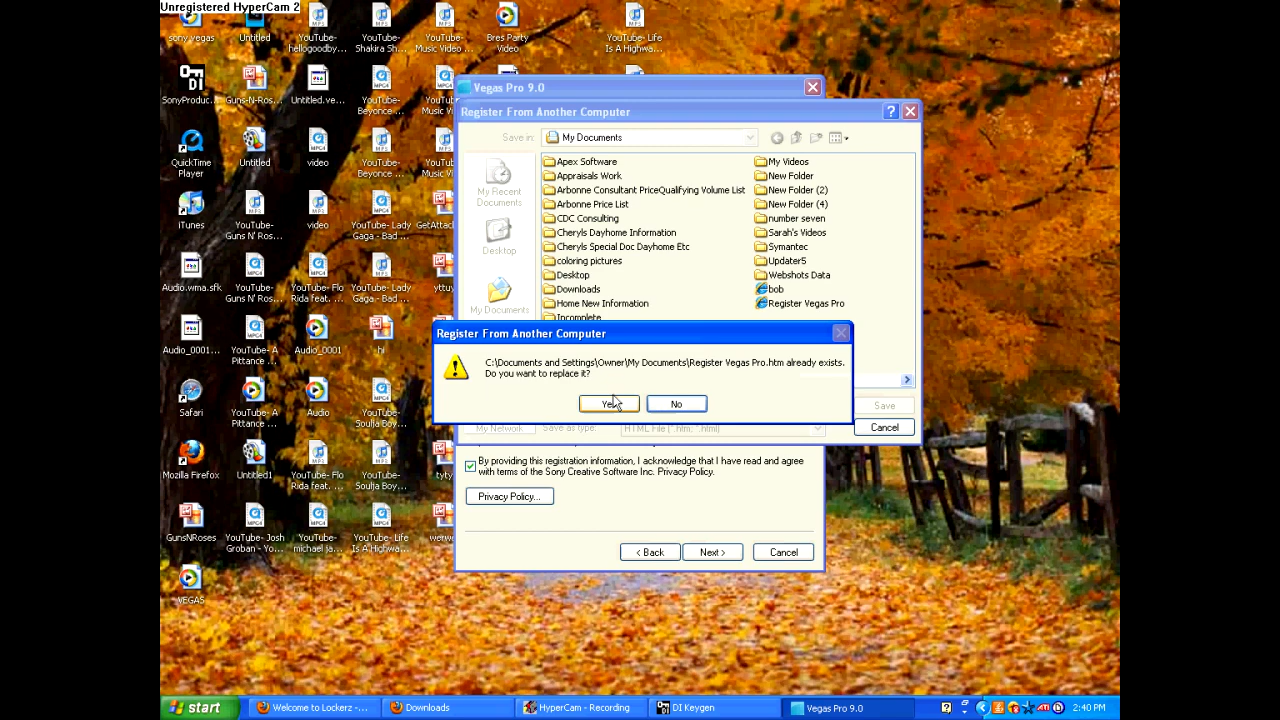 Unregistered HyperCam 2
sony vegas
Untitled
YouTube-
hellogoodby...
YouTube-
Shakira Sh...
YouTube-
Music Video ...
Bres Party
Video
YouTube- Life
Is A Highwa...
SonyProduc...
Guns-N-Ros...
Untitled.ve...
YouTube-
Beyonce ...
YouTube-
Music Vi
QuickTime
Player
Untitled
video
YouTube-
Beyonce ...
YouTube-
Music Vi
iTunes
YouTube-
Guns N' Ros...
video
YouTube- Lady
Gaga - Bad ...
GetAttac
Audio.wma.sfk
YouTube-
Guns N' Ros...
YouTube- Flo
Rida feat. ...
YouTube- Lady
Gaga - Bad ...
yttuy
Audio_0001...
YouTube- A
Pittance ...
Audio_0001
hi
Safari
YouTube- A
Pittance ...
Audio
YouTube-
Soulja Boy...
Mozilla Firefox
Untitled1
YouTube- Flo
Rida feat. ...
YouTube-
Soulja Boy...
tyty
GunsNRoses
YouTube- Josh
Groban - Yo...
YouTube-
michael ja...
YouTube- Life
Is A Highwa...
VEGAS
Vegas Pro 9.0
Register From Another Computer
Save in:
My Documents
My Recent
Documents
Desktop
My Documents
Apex Software
Appraisals Work
Arbonne Consultant PriceQualifying Volume List
Arbonne Price List
CDC Consulting
Cheryls Dayhome Information
Cheryls Special Doc Dayhome Etc
coloring pictures
Desktop
Downloads
Home New Information
Incomplete
My Videos
New Folder
New Folder (2)
New Folder (4)
number seven
Sarah's Videos
Symantec
Updater5
Webshots Data
bob
Register Vegas Pro
Register From Another Computer
C:\Documents and Settings\Owner\My Documents\Register Vegas Pro.htm already exists.
Do you want to replace it?
Yes
No
Save
My Network
Save as type:
HTML File (*.htm; *.html)
Cancel
By providing this registration information, I acknowledge that I have read and agree
with terms of the Sony Creative Software Inc. Privacy Policy.
Privacy Policy...
< Back
Next >
Cancel
start
Welcome to Lockerz -...
Downloads
HyperCam - Recording
DI Keygen
Vegas Pro 9.0
2:40 PM